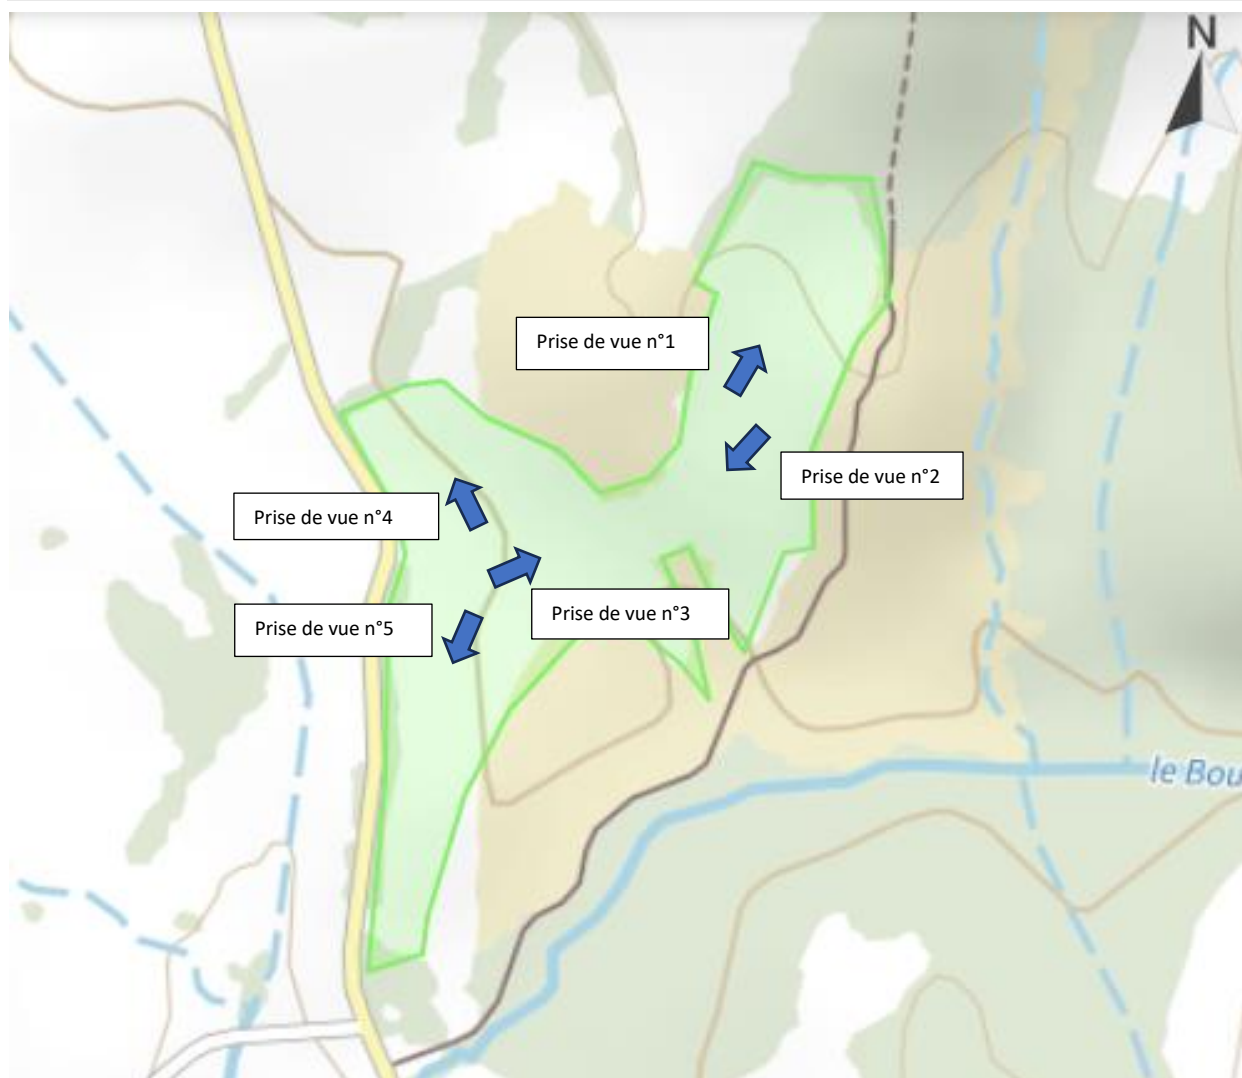 N
Prise de vue n°1
Prise de vue n°2
Prise de vue n°4
Prise de vue n°3
Prise de vue n°5
le Bou